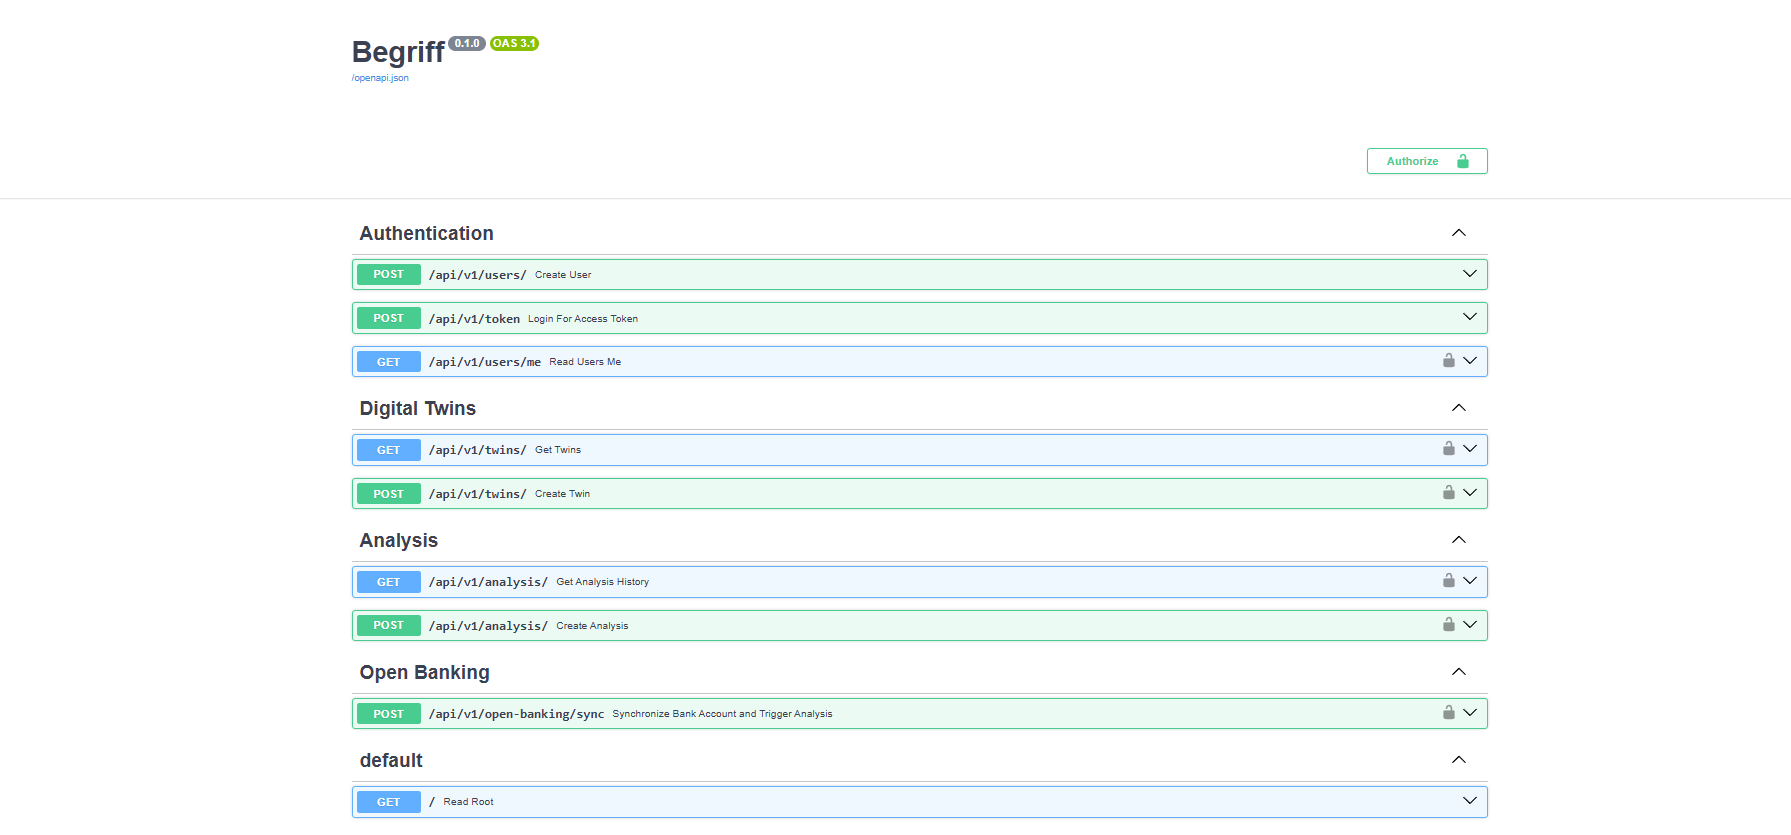 Begriff 0.1.0 OAS 3.1
/openapi.json
Authorize
Authentication
POST /api/v1/users/ Create User
POST /api/v1/token Login For Access Token
GET /api/v1/users/me Read Users Me
Digital Twins
GET /api/v1/twins/ Get Twins
POST /api/v1/twins/ Create Twin
Analysis
GET /api/v1/analysis/ Get Analysis History
POST /api/v1/analysis/ Create Analysis
Open Banking
POST /api/v1/open-banking/sync Synchronize Bank Account and Trigger Analysis
default
GET / Read Root